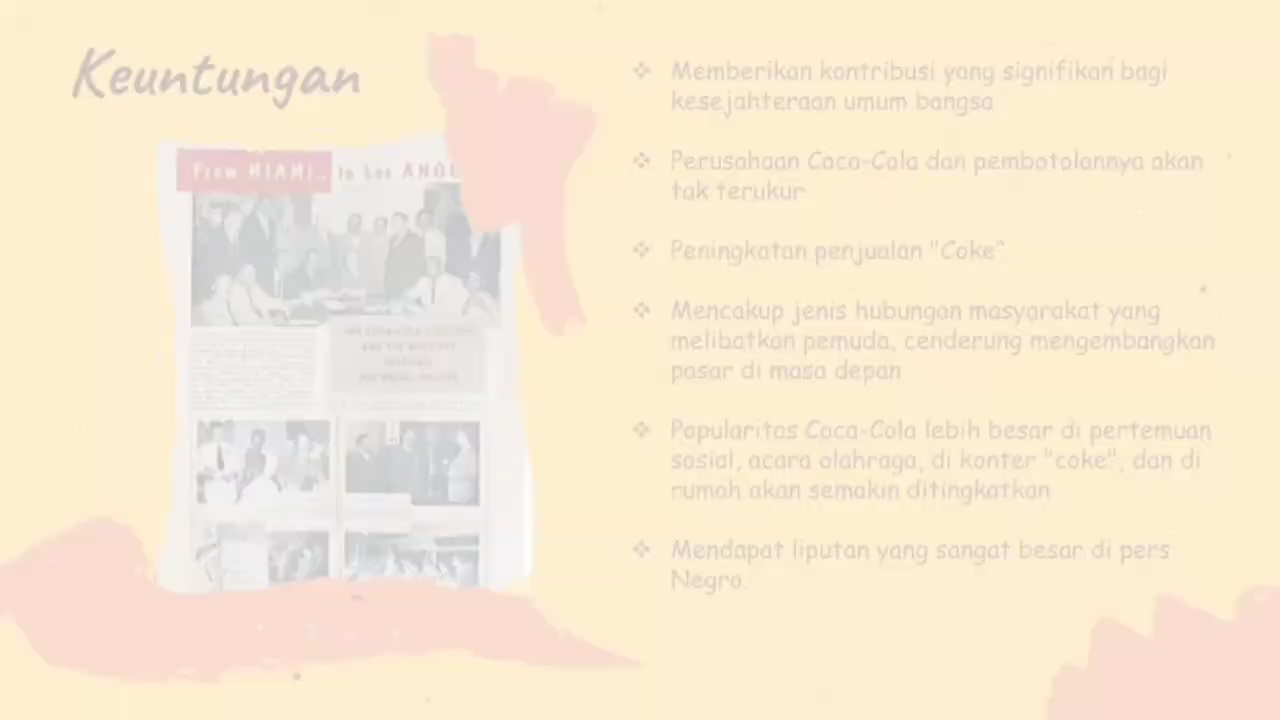 Keuntungan
From MIAMI.. to Los ANGL
❖ Memberikan kontribusi yang signifikan bagi
kesejahteraan umum bangsa
❖ Perusahaan Coca-Cola dan pembotolannya akan
tak terukur
❖ Peningkatan penjualan "Coke"
❖ Mencakup jenis hubungan masyarakat yang
melibatkan pemuda, cenderung mengembangkan
pasar di masa depan
❖ Popularitas Coca-Cola lebih besar di pertemuan
sosial, acara olahraga, di konter "coke", dan di
rumah akan semakin ditingkatkan
❖ Mendapat liputan yang sangat besar di pers
Negro.